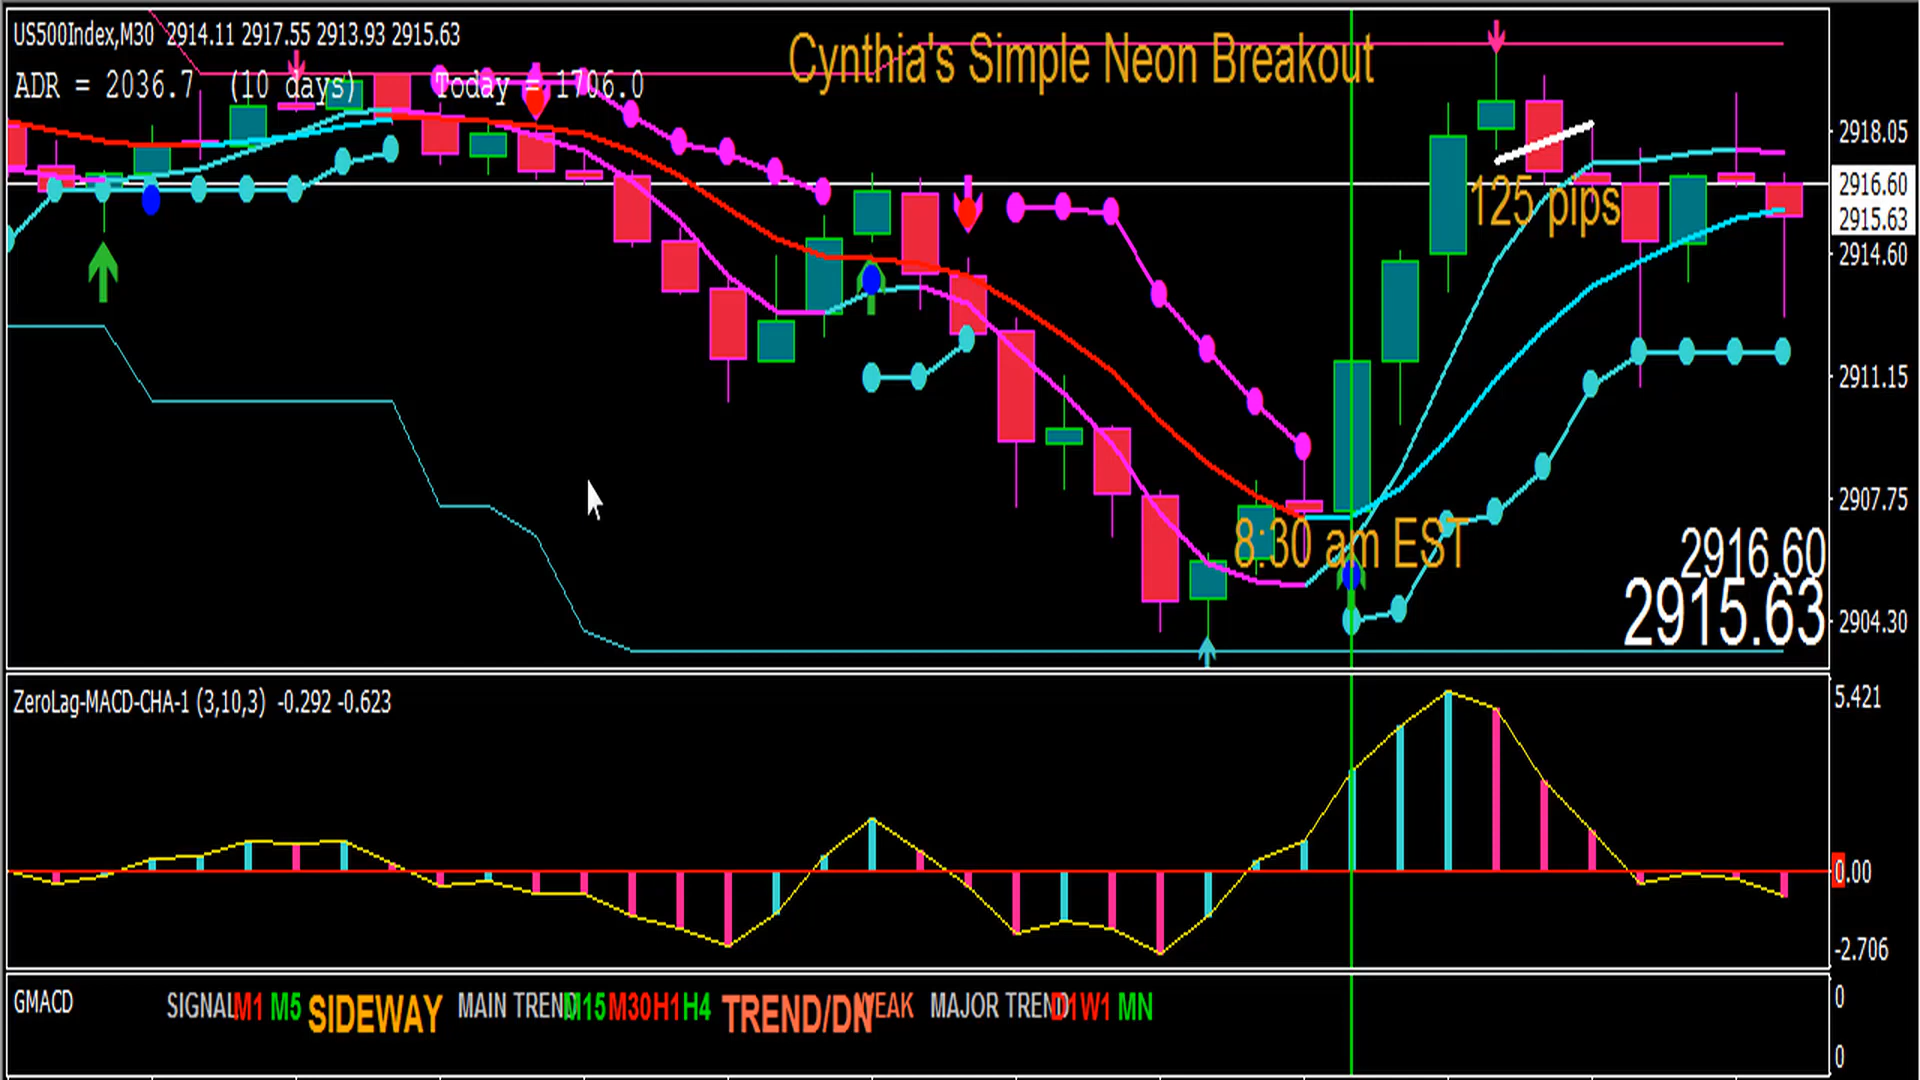 US500Index,M30 2914.11 2917.55 2913.93 2915.63
Cynthia's Simple Neon Breakout
ADR = 2036.7 (10 days) Today = 1706.0
2918.05
2916.60
125 pips
2915.63
2914.60
2911.15
2907.75
8:30 am EST
2916.60
2915.63
2904.30
ZeroLag-MACD-CHA-1 (3,10,3) -0.292 -0.623
5.421
0.00
-2.706
GMACD SIGNAL M1 M5 SIDEWAY MAIN TREND M15 M30 H1 H4 TREND/DN WEAK MAJOR TREND D1 W1 MN
0
0